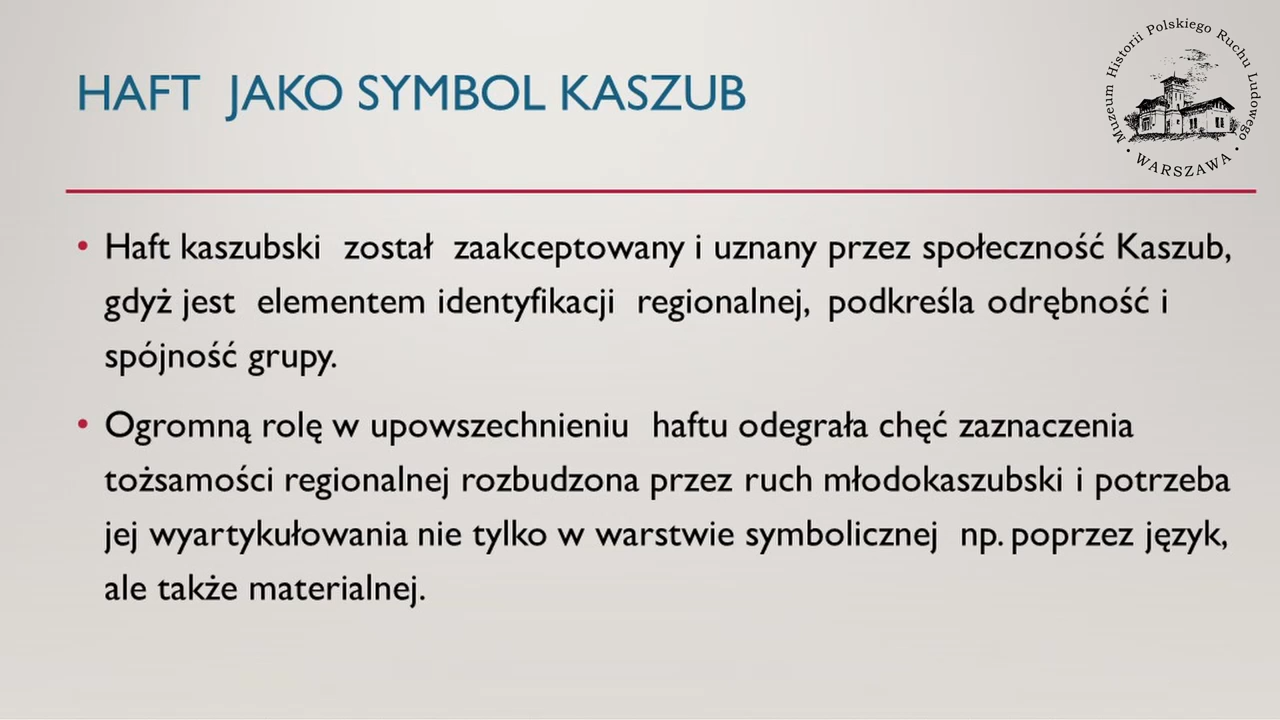 HAFT JAKO SYMBOL KASZUB
Muzeum Historii Polskiego Ruchu Ludowego
• WARSZAWA •
• Haft kaszubski został zaakceptowany i uznany przez społeczność Kaszub,
gdyż jest elementem identyfikacji regionalnej, podkreśla odrębność i
spójność grupy.
• Ogromną rolę w upowszechnieniu haftu odegrała chęć zaznaczenia
tożsamości regionalnej rozbudzona przez ruch młodokaszubski i potrzeba
jej wyartykułowania nie tylko w warstwie symbolicznej np. poprzez język,
ale także materialnej.